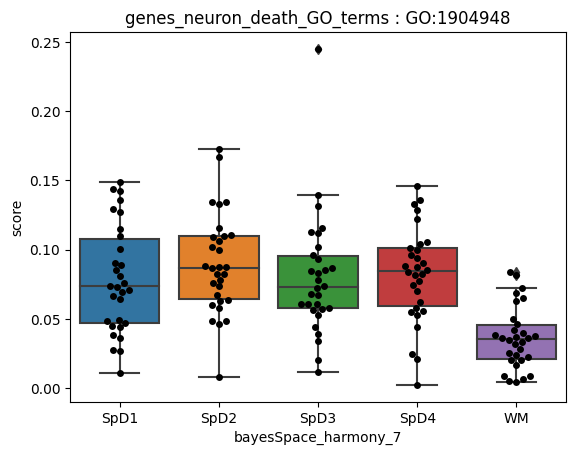 genes_neuron_death_GO_terms : GO:1904948
0.25
0.20
0.15
0.10
0.05
0.00
score
SpD1 SpD2 SpD3 SpD4 WM
bayesSpace_harmony_7